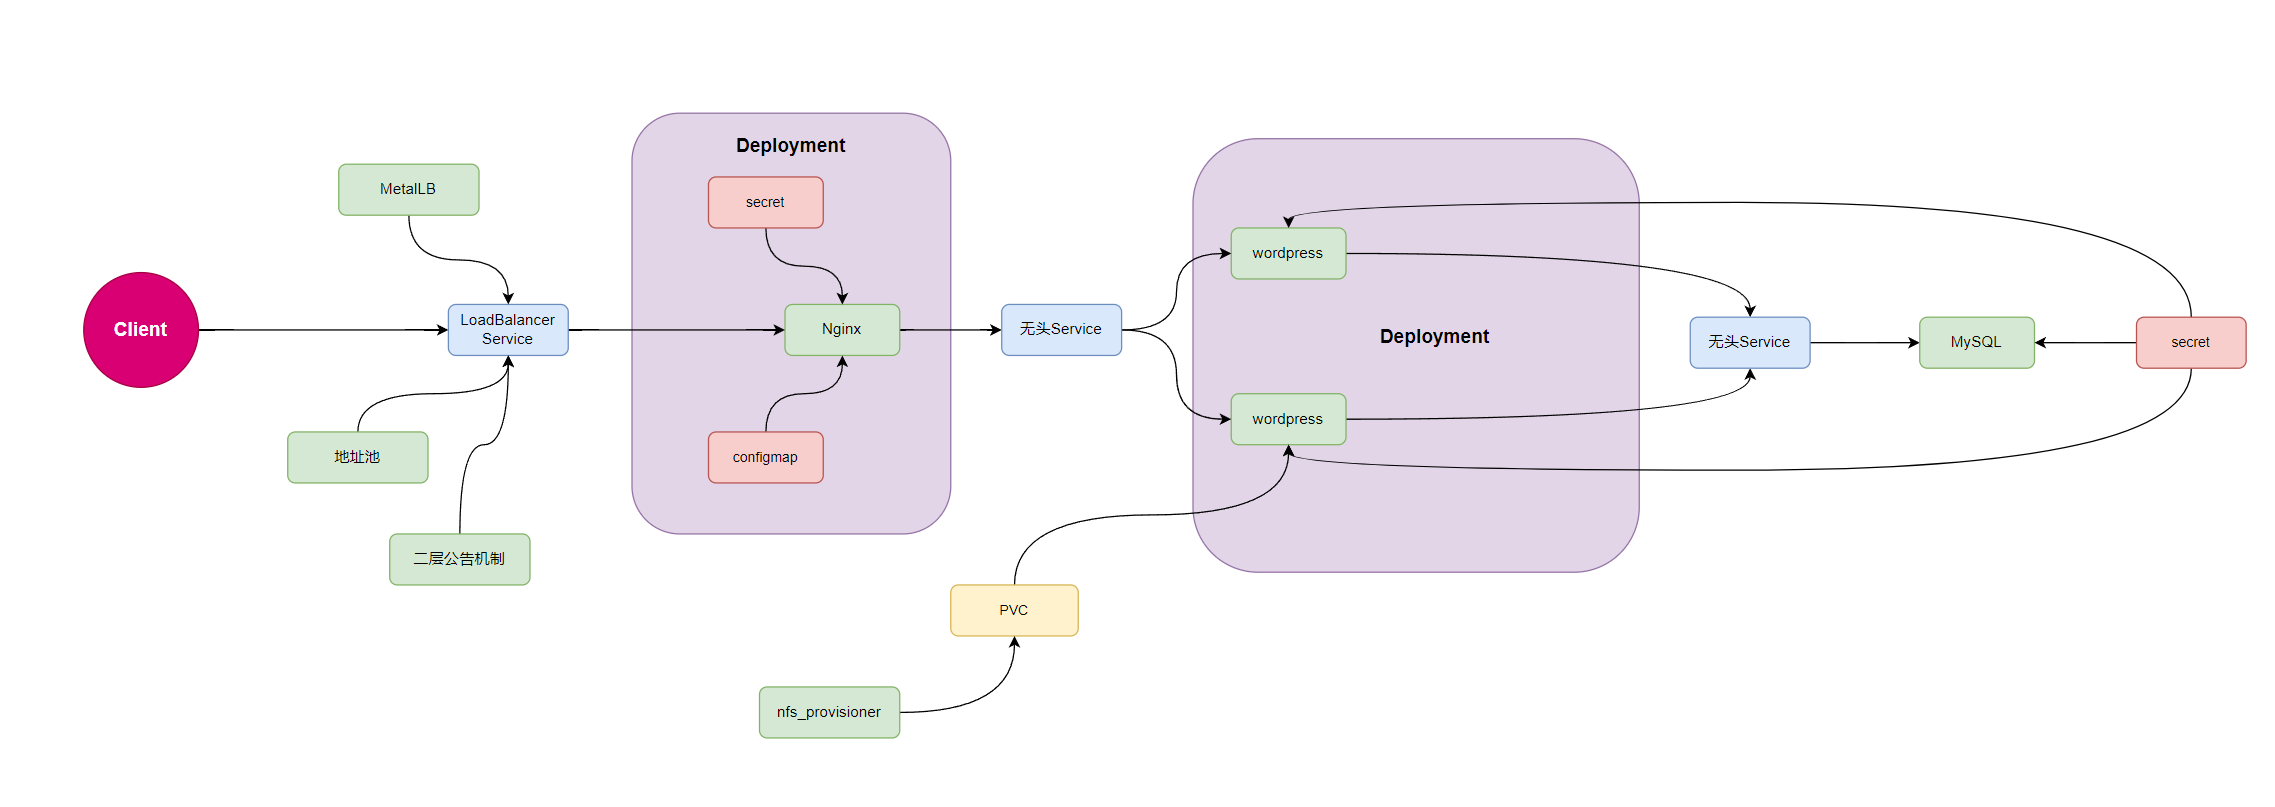 Deployment
MetalLB
secret
wordpress
Client
LoadBalancer
Service
Nginx
无头Service
Deployment
无头Service
MySQL
secret
wordpress
地址池
configmap
二层公告机制
PVC
nfs_provisioner